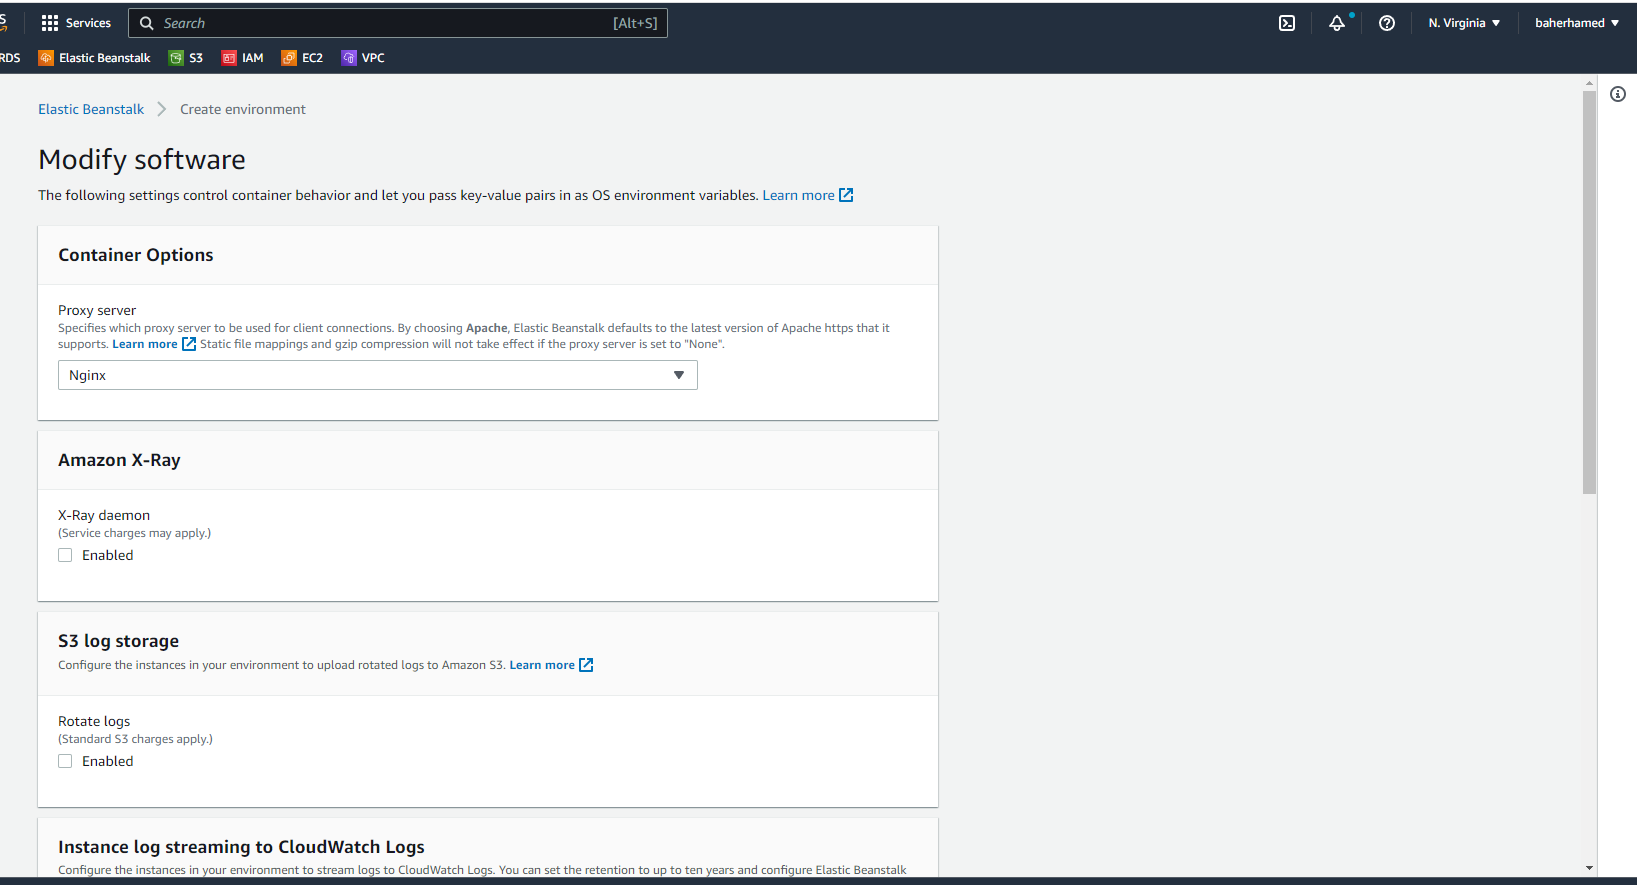 S
Services
Search
[Alt+S]
N. Virginia
baherhamed
RDS
Elastic Beanstalk
S3
IAM
EC2
VPC
Elastic Beanstalk
Create environment
Modify software
The following settings control container behavior and let you pass key-value pairs in as OS environment variables. Learn more
Container Options
Proxy server
Specifies which proxy server to be used for client connections. By choosing Apache, Elastic Beanstalk defaults to the latest version of Apache https that it
supports. Learn more Static file mappings and gzip compression will not take effect if the proxy server is set to "None".
Nginx
Amazon X-Ray
X-Ray daemon
(Service charges may apply.)
Enabled
S3 log storage
Configure the instances in your environment to upload rotated logs to Amazon S3. Learn more
Rotate logs
(Standard S3 charges apply.)
Enabled
Instance log streaming to CloudWatch Logs
Configure the instances in your environment to stream logs to CloudWatch Logs. You can set the retention to up to ten years and configure Elastic Beanstalk